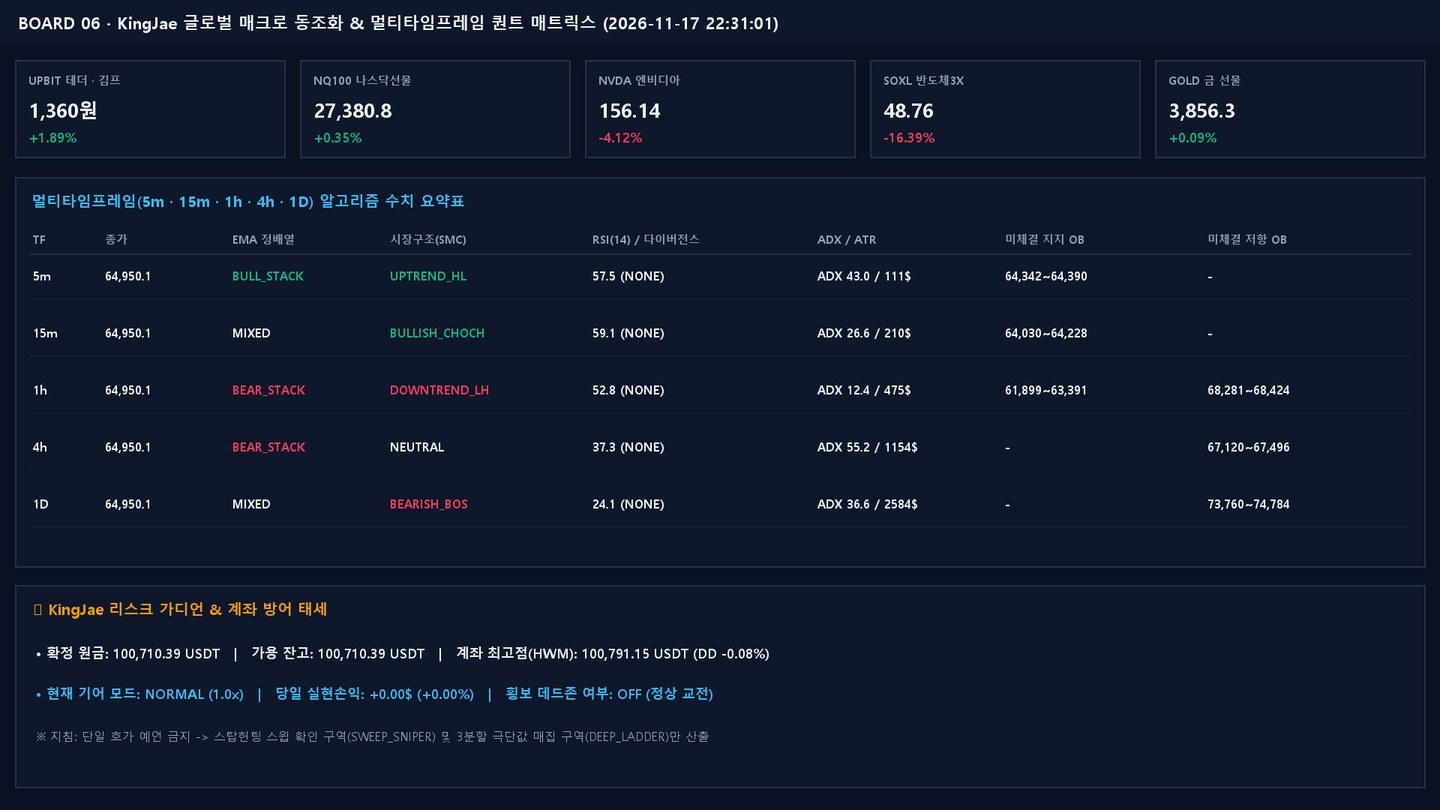 BOARD 06 · KingJae 글로벌 매크로 동조화 & 멀티타임프레임 퀀트 매트릭스 (2026-11-17 22:31:01)
UPBIT 테더 · 김프 NQ100 나스닥선물 NVDA 엔비디아 SOXL 반도체3X GOLD 금 선물
1,360원 27,380.8 156.14 48.76 3,856.3
+1.89% +0.35% -4.12% -16.39% +0.09%
멀티타임프레임(5m · 15m · 1h · 4h · 1D) 알고리즘 수치 요약표
TF 종가 EMA 정배열 시장구조(SMC) RSI(14) / 다이버전스 ADX / ATR 미체결 지지 OB 미체결 저항 OB
5m 64,950.1 BULL_STACK UPTREND_HL 57.5 (NONE) ADX 43.0 / 111$ 64,342~64,390 -
15m 64,950.1 MIXED BULLISH_CHOCH 59.1 (NONE) ADX 26.6 / 210$ 64,030~64,228 -
1h 64,950.1 BEAR_STACK DOWNTREND_LH 52.8 (NONE) ADX 12.4 / 475$ 61,899~63,391 68,281~68,424
4h 64,950.1 BEAR_STACK NEUTRAL 37.3 (NONE) ADX 55.2 / 1154$ - 67,120~67,496
1D 64,950.1 MIXED BEARISH_BOS 24.1 (NONE) ADX 36.6 / 2584$ - 73,760~74,784
KingJae 리스크 가디언 & 계좌 방어 태세
• 확정 원금: 100,710.39 USDT | 가용 잔고: 100,710.39 USDT | 계좌 최고점(HWM): 100,791.15 USDT (DD -0.08%)
• 현재 기어 모드: NORMAL (1.0x) | 당일 실현손익: +0.00$ (+0.00%) | 횡보 데드존 여부: OFF (정상 교전)
※ 지침: 단일 호가 예언 금지 -> 스탑헌팅 스윕 확인 구역(SWEEP_SNIPER) 및 3분할 극단값 매집 구역(DEEP_LADDER)만 산출